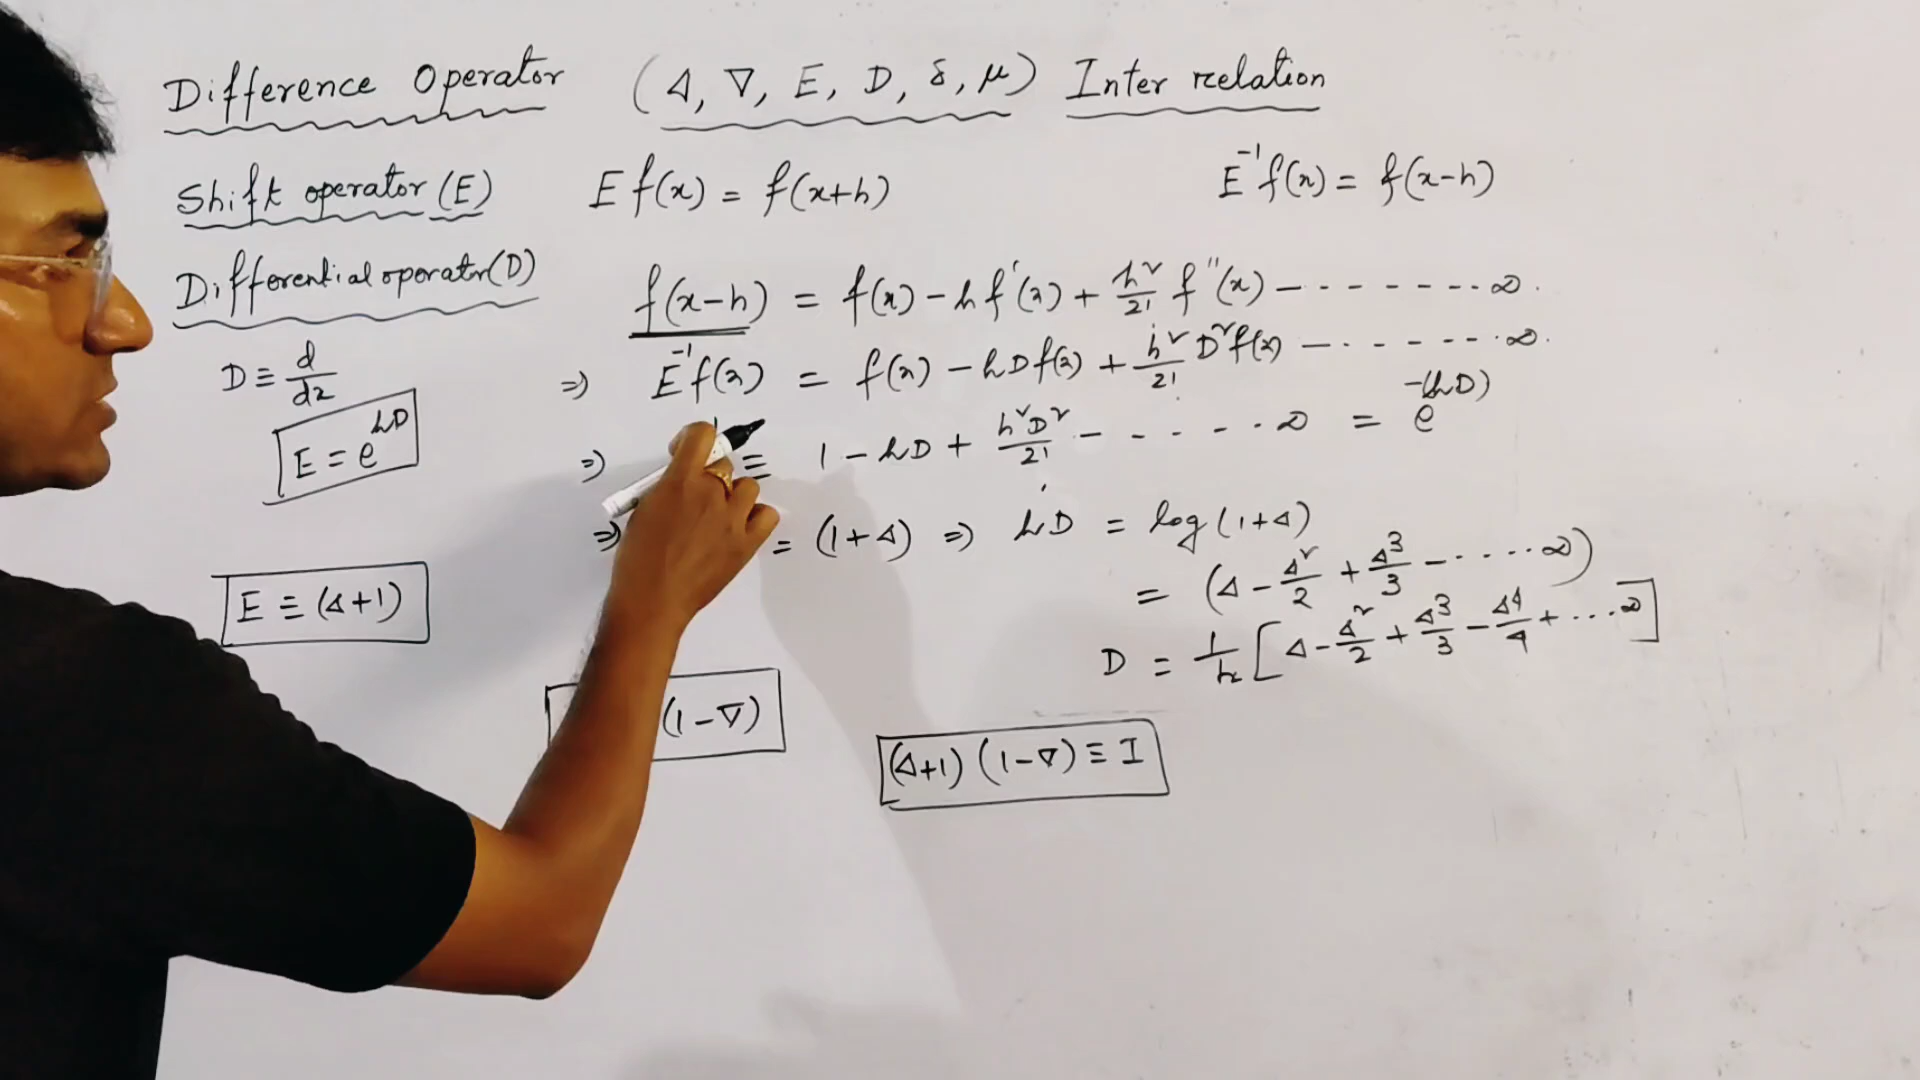 Difference Operator (Δ, ∇, E, D, δ, μ) Inter relation
Shift operator (E) E f(x) = f(x+h) E⁻¹f(x) = f(x-h)
Differential operator (D)
f(x-h) = f(x) - h f'(x) + h²/2! f''(x) - - - - - - - - ∞.
D ≡ d/dx
⇒ E⁻¹f(x) = f(x) - hDf(x) + h²/2! D²f(x) - - - - - - - ∞.
E = e^hD
⇒ ≡ 1 - hD + h²D²/2! - - - - - - ∞ = e^-(hD)
⇒ = (1+Δ) ⇒ hD = log(1+Δ)
= (Δ - Δ²/2 + Δ³/3 - - - - - ∞)
E ≡ (Δ+1)
D = 1/h [Δ - Δ²/2 + Δ³/3 - Δ⁴/4 + ... ∞]
(1-∇)
(Δ+1) (1-∇) ≡ I